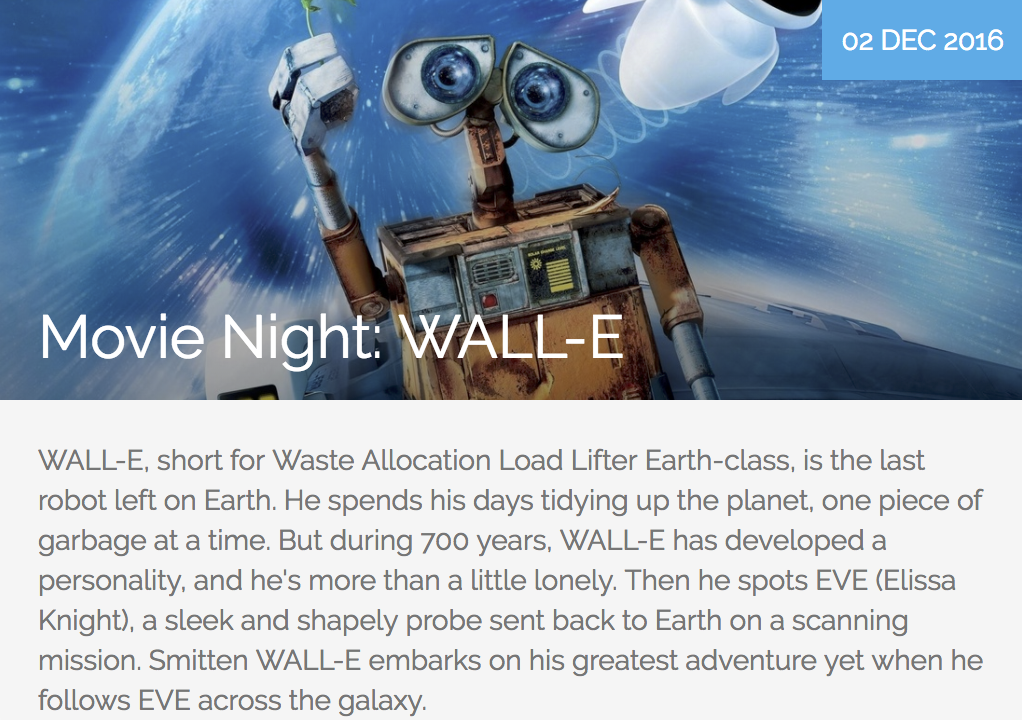 02 DEC 2016
Movie Night: WALL-E
WALL-E, short for Waste Allocation Load Lifter Earth-class, is the last
robot left on Earth. He spends his days tidying up the planet, one piece of
garbage at a time. But during 700 years, WALL-E has developed a
personality, and he's more than a little lonely. Then he spots EVE (Elissa
Knight), a sleek and shapely probe sent back to Earth on a scanning
mission. Smitten WALL-E embarks on his greatest adventure yet when he
follows EVE across the galaxy.